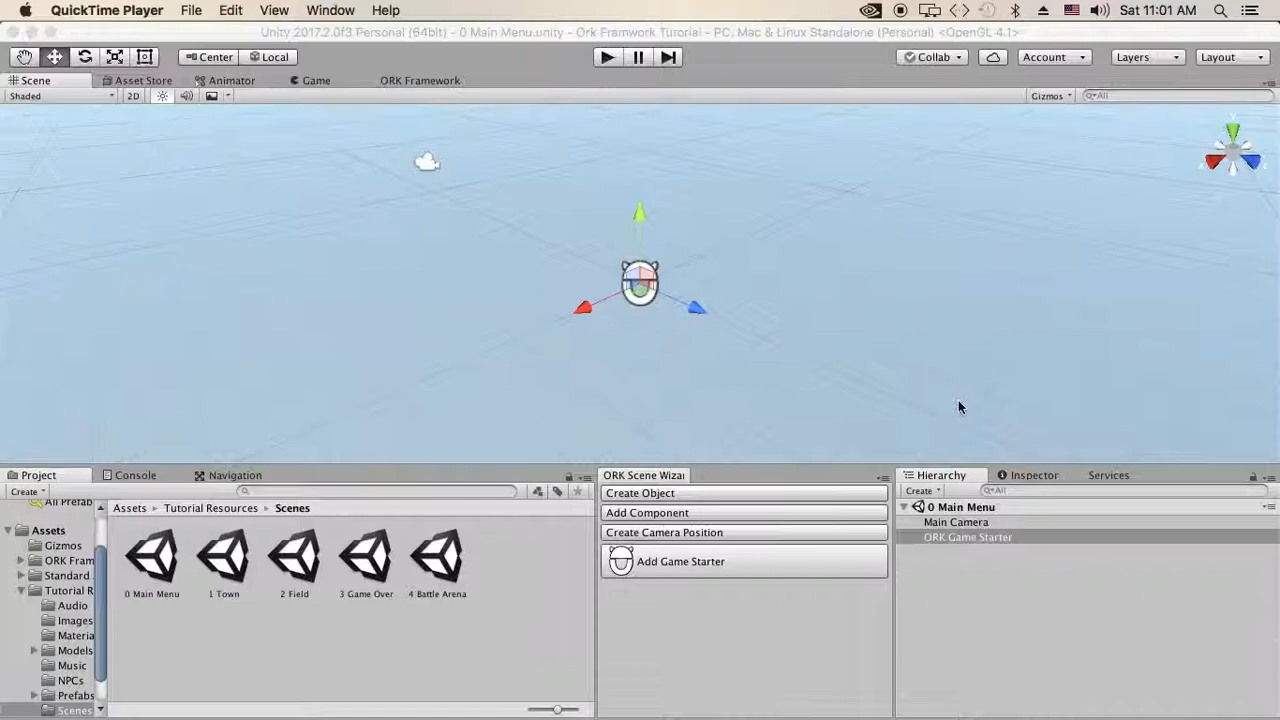 QuickTime Player File Edit View Window Help Sat 11:01 AM
Unity 2017.2.0f3 Personal (64bit) - 0 Main Menu.unity - Ork Framwork Tutorial - PC, Mac & Linux Standalone (Personal) <OpenGL 4.1>
Center Local Collab Account Layers Layout
Scene Asset Store Animator Game ORK Framework
Shaded 2D Gizmos All
Project Console Navigation ORK Scene Wizar Hierarchy Inspector Services
Create Create Object Create All
All Prefab Assets Tutorial Resources Scenes Add Component 0 Main Menu
Assets Create Camera Position Main Camera
Gizmos Add Game Starter ORK Game Starter
ORK Fram
Standard
Tutorial R 0 Main Menu 1 Town 2 Field 3 Game Over 4 Battle Arena
Audio
Images
Materia
Models
Music
NPCs
Prefabs
Scenes